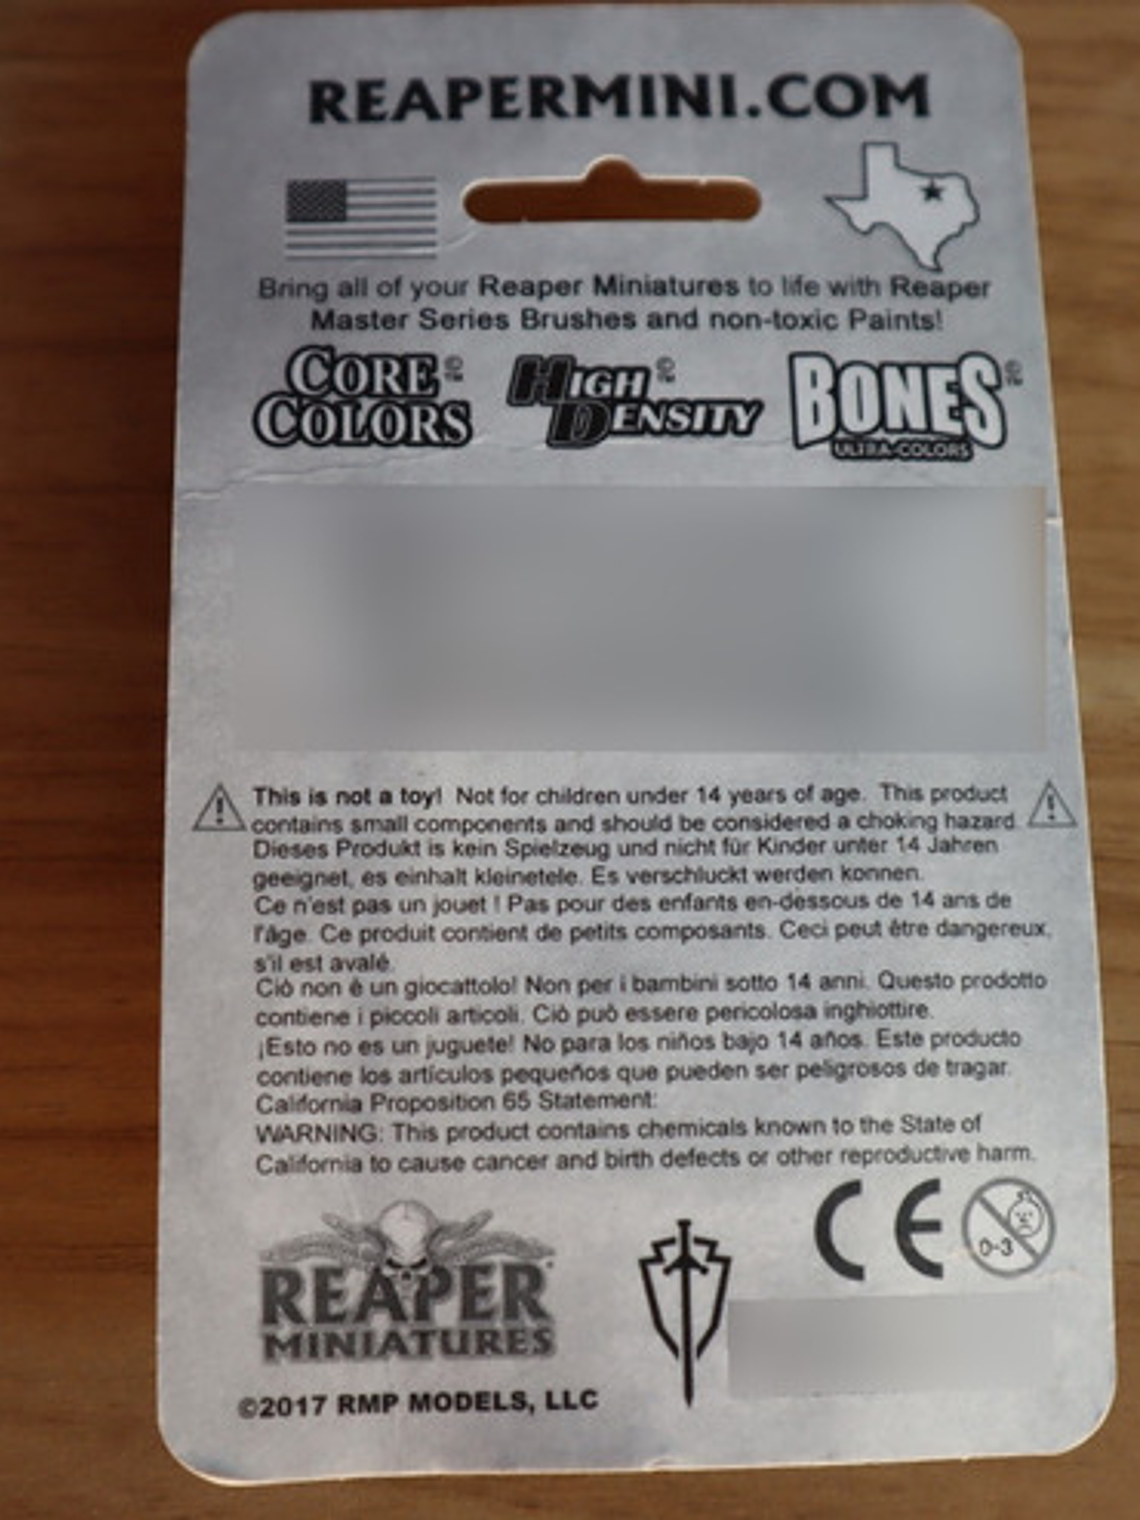 REAPERMINI.COM
Bring all of your Reaper Miniatures to life with Reaper
Master Series Brushes and non-toxic Paints!
CORE COLORS ©™
HIGH DENSITY ©™
BONES ©™
ULTRA-COLORS
This is not a toy! Not for children under 14 years of age. This product
contains small components and should be considered a choking hazard.
Dieses Produkt is kein Spielzeug und nicht für Kinder unter 14 Jahren
geeignet, es einhalt kleinetele. Es verschluckt werden konnen.
Ce n'est pas un jouet ! Pas pour des enfants en-dessous de 14 ans de
l'âge. Ce produit contient de petits composants. Ceci peut être dangereux,
s'il est avalé.
Ciò non è un giocattolo! Non per i bambini sotto 14 anni. Questo prodotto
contiene i piccoli articoli. Ciò può essere pericolosa inghiottire.
¡Esto no es un juguete! No para los niños bajo 14 años. Este producto
contiene los artículos pequeños que pueden ser peligrosos de tragar.
California Proposition 65 Statement:
WARNING: This product contains chemicals known to the State of
California to cause cancer and birth defects or other reproductive harm.
CE
0-3
REAPER
MINIATURES
©2017 RMP MODELS, LLC